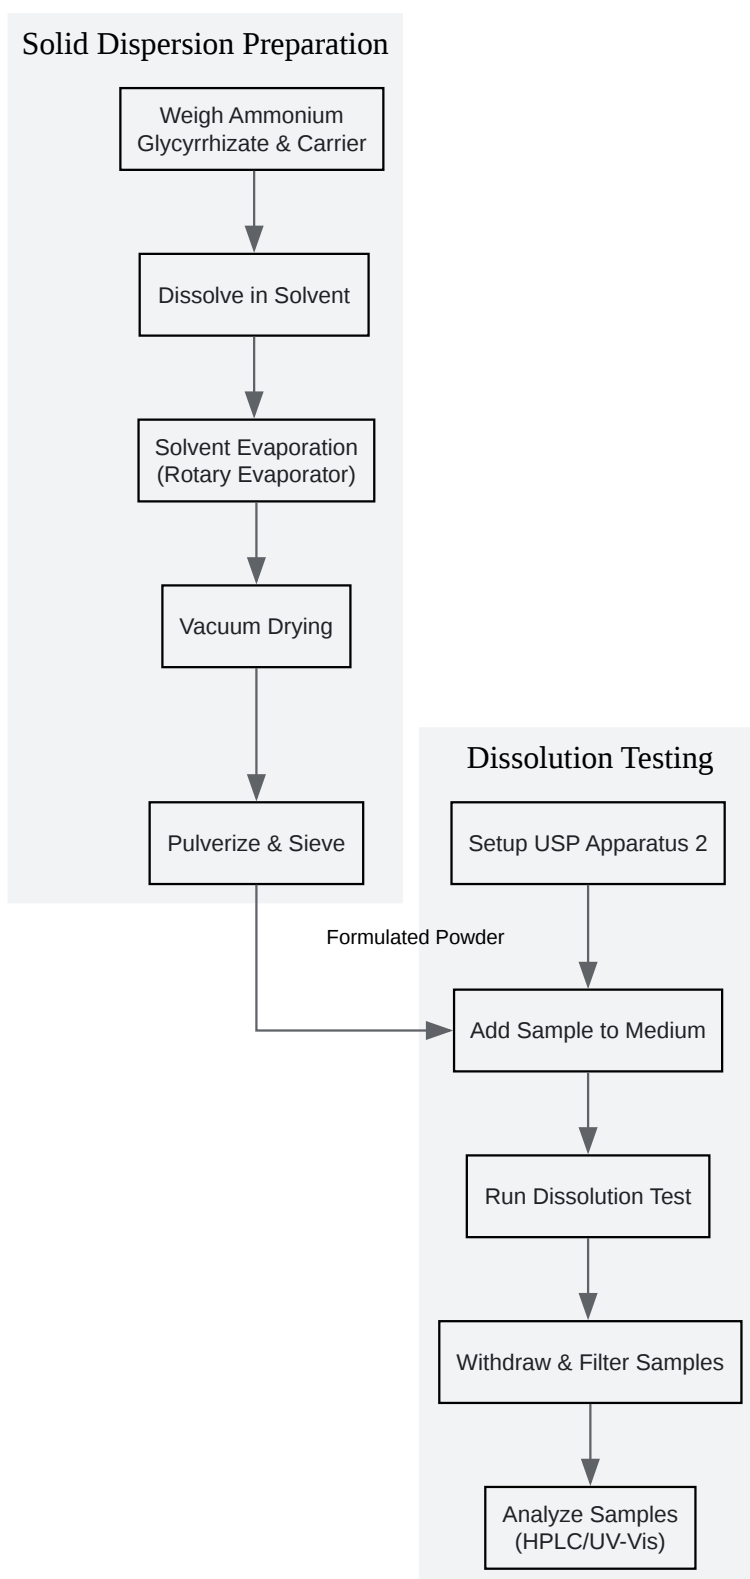 Solid Dispersion Preparation
Weigh Ammonium
Glycyrrhizate & Carrier
Dissolve in Solvent
Solvent Evaporation
(Rotary Evaporator)
Vacuum Drying
Pulverize & Sieve
Dissolution Testing
Setup USP Apparatus 2
Formulated Powder
Add Sample to Medium
Run Dissolution Test
Withdraw & Filter Samples
Analyze Samples
(HPLC/UV-Vis)